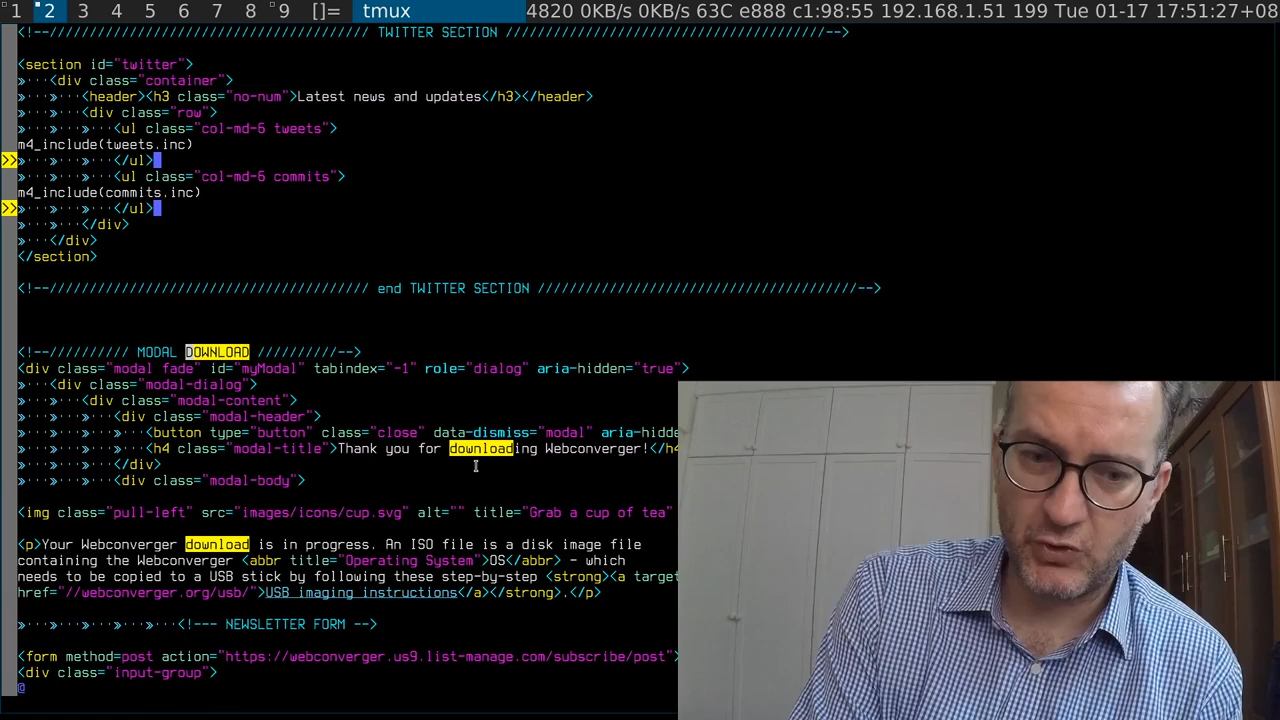 1 2 3 4 5 6 7 8 9 []= tmux 4820 0KB/s 0KB/s 63C e888 c1:98:55 192.168.1.51 199 Tue 01-17 17:51:27+08
<!--//////////////////////////////////////// TWITTER SECTION ////////////////////////////////////////-->
<section id="twitter">
»···<div class="container">
»···»···<header><h3 class="no-num">Latest news and updates</h3></header>
»···»···<div class="row">
»···»···»···<ul class="col-md-6 tweets">
m4_include(tweets.inc)
>> »···»···»···</ul>
»···»···»···<ul class="col-md-6 commits">
m4_include(commits.inc)
>> »···»···»···</ul>
»···»···</div>
»···</div>
</section>
<!--//////////////////////////////////////// end TWITTER SECTION ////////////////////////////////////////-->
<!--////////// MODAL DOWNLOAD //////////-->
<div class="modal fade" id="myModal" tabindex="-1" role="dialog" aria-hidden="true">
»···<div class="modal-dialog">
»···»···<div class="modal-content">
»···»···»···<div class="modal-header">
»···»···»···»···<button type="button" class="close" data-dismiss="modal" aria-hidde
»···»···»···»···<h4 class="modal-title">Thank you for downloading Webconverger!</h4
»···»···»···</div>
»···»···»···<div class="modal-body">
<img class="pull-left" src="images/icons/cup.svg" alt="" title="Grab a cup of tea"
<p>Your Webconverger download is in progress. An ISO file is a disk image file
containing the Webconverger <abbr title="Operating System">OS</abbr> - which
needs to be copied to a USB stick by following these step-by-step <strong><a target
href="//webconverger.org/usb/">USB imaging instructions</a></strong>.</p>
»···»···»···»···»···<!--- NEWSLETTER FORM -->
<form method=post action="https://webconverger.us9.list-manage.com/subscribe/post"
<div class="input-group">
@